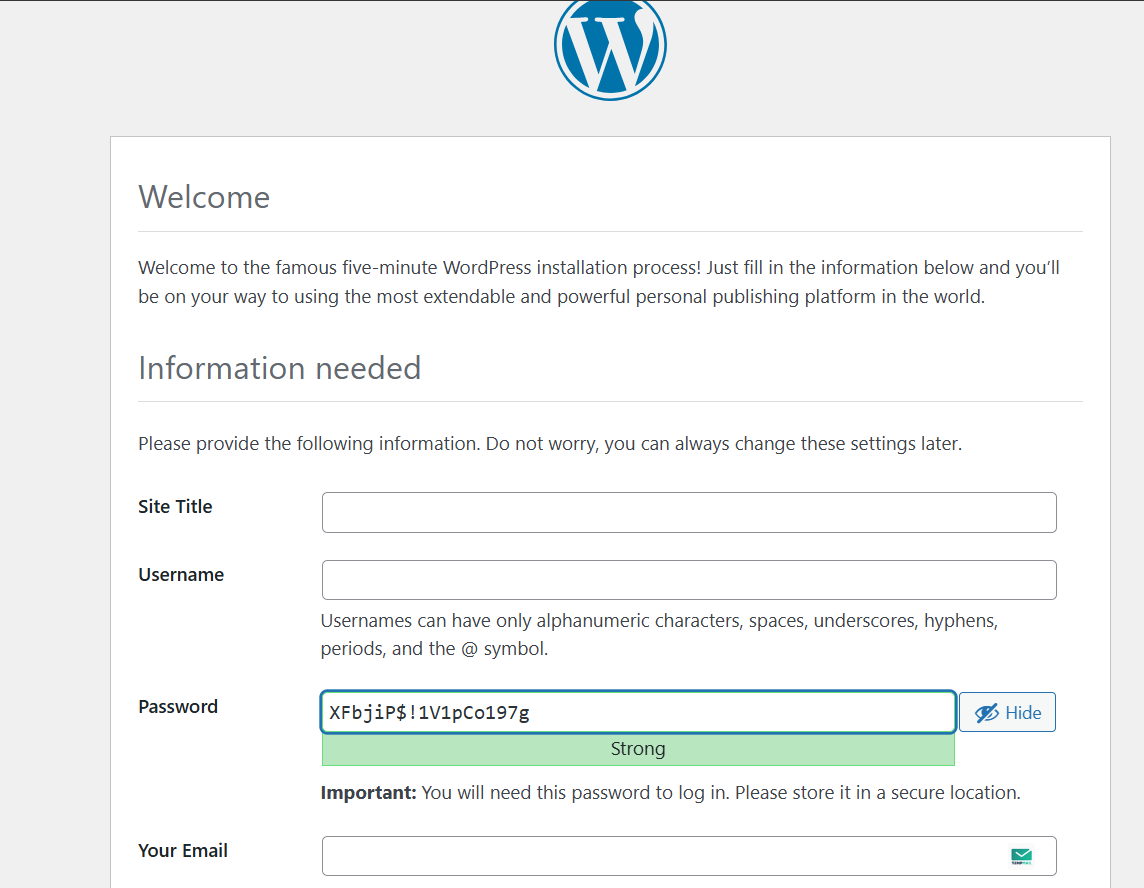 Welcome
Welcome to the famous five-minute WordPress installation process! Just fill in the information below and you’ll
be on your way to using the most extendable and powerful personal publishing platform in the world.
Information needed
Please provide the following information. Do not worry, you can always change these settings later.
Site Title
Username
Usernames can have only alphanumeric characters, spaces, underscores, hyphens,
periods, and the @ symbol.
Password
XFbjiP$!1V1pCo197g
Hide
Strong
Important: You will need this password to log in. Please store it in a secure location.
Your Email